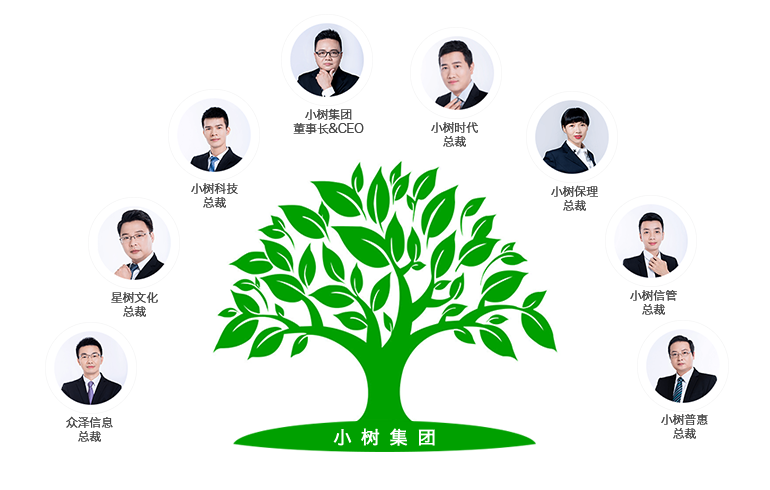 小树集团
董事长&CEO
小树时代
总裁
小树科技
总裁
小树保理
总裁
星树文化
总裁
小树信管
总裁
众泽信息
总裁
小树普惠
总裁
小树集团